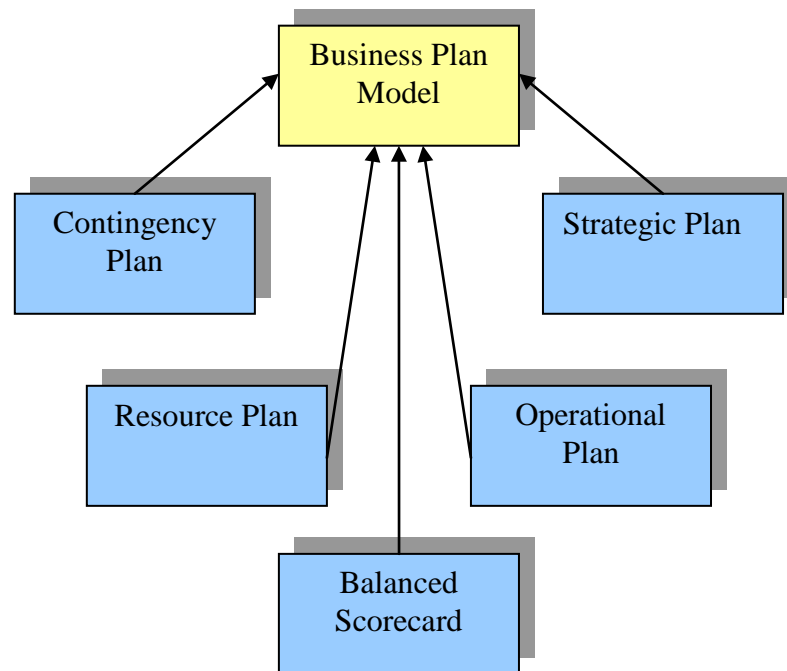 Business Plan
Model
Contingency
Plan
Strategic Plan
Resource Plan
Operational
Plan
Balanced
Scorecard